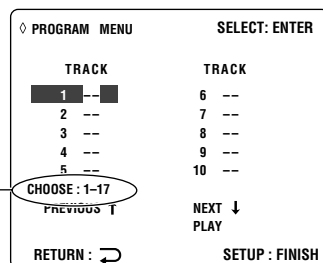 ◊ PROGRAM MENU SELECT: ENTER
TRACK TRACK
1 –– 6 ––
2 –– 7 ––
3 –– 8 ––
4 –– 9 ––
5 –– 10 ––
CHOOSE : 1–17
PREVIOUS ↑ NEXT ↓
PLAY
RETURN : SETUP : FINISH